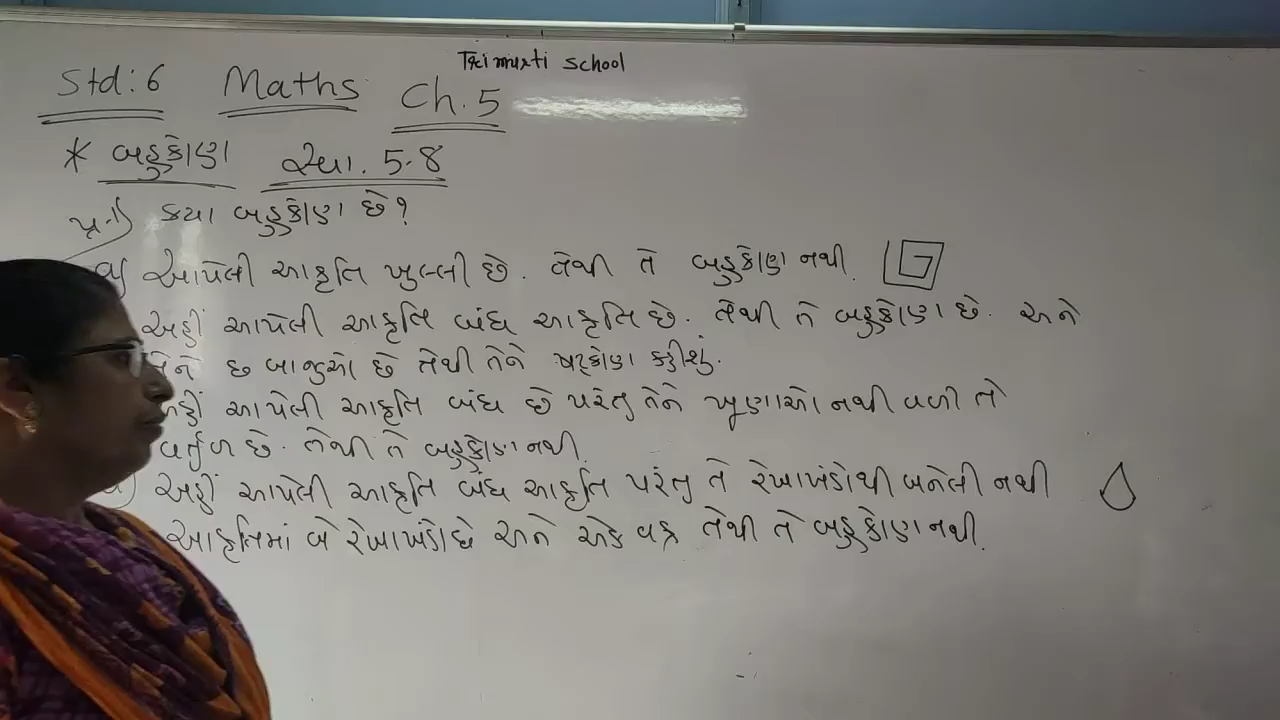 Trimurti school
Std: 6 Maths Ch. 5
* બહુકોણ સ્વા. 5.8
પ્ર.1) કયા બહુકોણ છે?
a) આપેલી આકૃતિ ખુલ્લી છે. તેથી તે બહુકોણ નથી.
અહીં આપેલી આકૃતિ બંધ આકૃતિ છે. તેથી તે બહુકોણ છે. અને
તેને છ બાજુઓ છે તેથી તેને ષટ્કોણ કહીશું.
અહીં આપેલી આકૃતિ બંધ છે પરંતુ તેને ખૂણાઓ નથી વળી તે
વર્તુળ છે. તેથી તે બહુકોણ નથી.
અહીં આપેલી આકૃતિ બંધ આકૃતિ પરંતુ તે રેખાખંડોથી બનેલી નથી
આકૃતિમાં બે રેખાખંડો છે અને એક વક્ર તેથી તે બહુકોણ નથી.